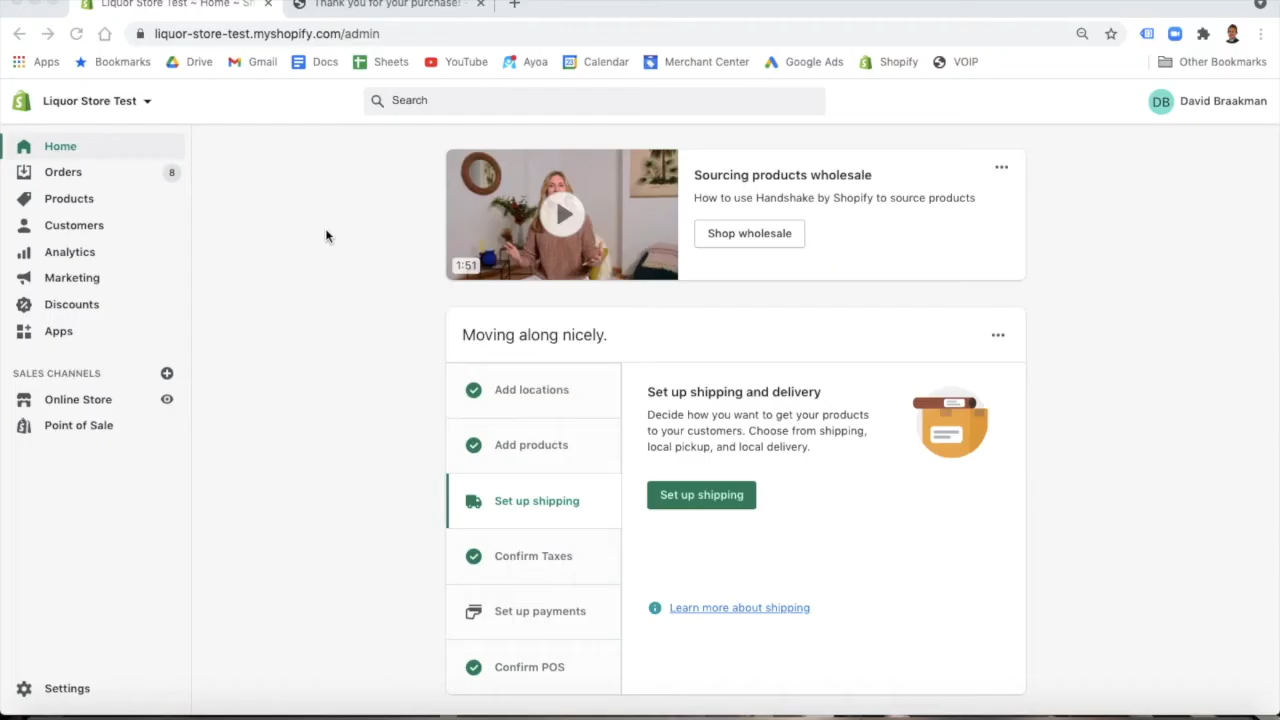 Liquor Store Test ~ Home ~ Sh
Thank you for your purchase! -
liquor-store-test.myshopify.com/admin
Apps Bookmarks Drive Gmail Docs Sheets YouTube Ayoa Calendar Merchant Center Google Ads Shopify VOIP Other Bookmarks
Liquor Store Test
Search
DB David Braakman
Home
Orders 8
Products
Customers
Analytics
Marketing
Discounts
Apps
SALES CHANNELS
Online Store
Point of Sale
Settings
1:51
Sourcing products wholesale
How to use Handshake by Shopify to source products
Shop wholesale
Moving along nicely.
Add locations
Add products
Set up shipping
Confirm Taxes
Set up payments
Confirm POS
Set up shipping and delivery
Decide how you want to get your products
to your customers. Choose from shipping,
local pickup, and local delivery.
Set up shipping
Learn more about shipping